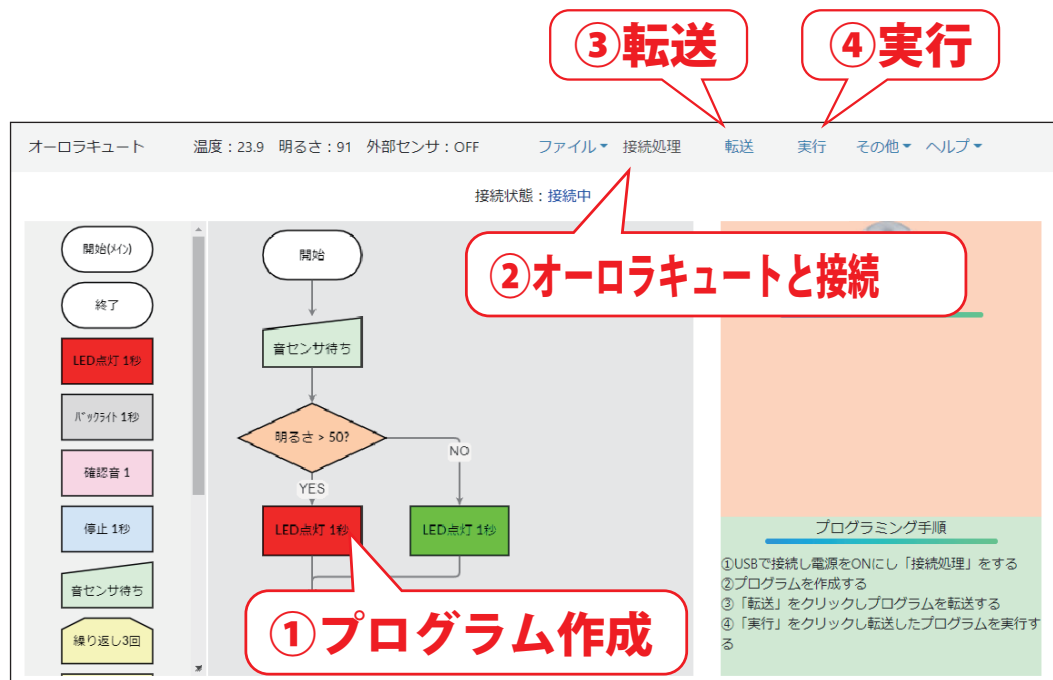 ③転送
④実行
オーロラキュート 温度：23.9 明るさ：91 外部センサ：OFF ファイル 接続処理 転送 実行 その他 ヘルプ
接続状態：接続中
②オーロラキュートと接続
開始(ﾒｲﾝ)
終了
LED点灯 1秒
ﾊﾞｯｸﾗｲﾄ 1秒
確認音 1
停止 1秒
音センサ待ち
繰り返し3回
開始
音センサ待ち
明るさ > 50?
NO
YES
LED点灯 1秒
LED点灯 1秒
①プログラム作成
プログラミング手順
①USBで接続し電源をONにし「接続処理」をする
②プログラムを作成する
③「転送」をクリックしプログラムを転送する
④「実行」をクリックし転送したプログラムを実行す
る